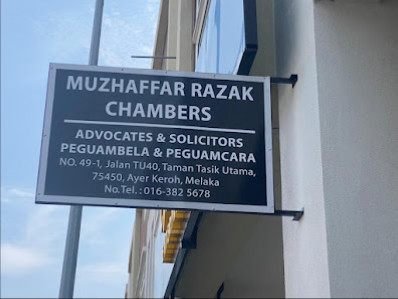 MUZHAFFAR RAZAK
CHAMBERS
ADVOCATES & SOLICITORS
PEGUAMBELA & PEGUAMCARA
NO. 49-1, Jalan TU40, Taman Tasik Utama,
75450, Ayer Keroh, Melaka
No.Tel.: 016-382 5678